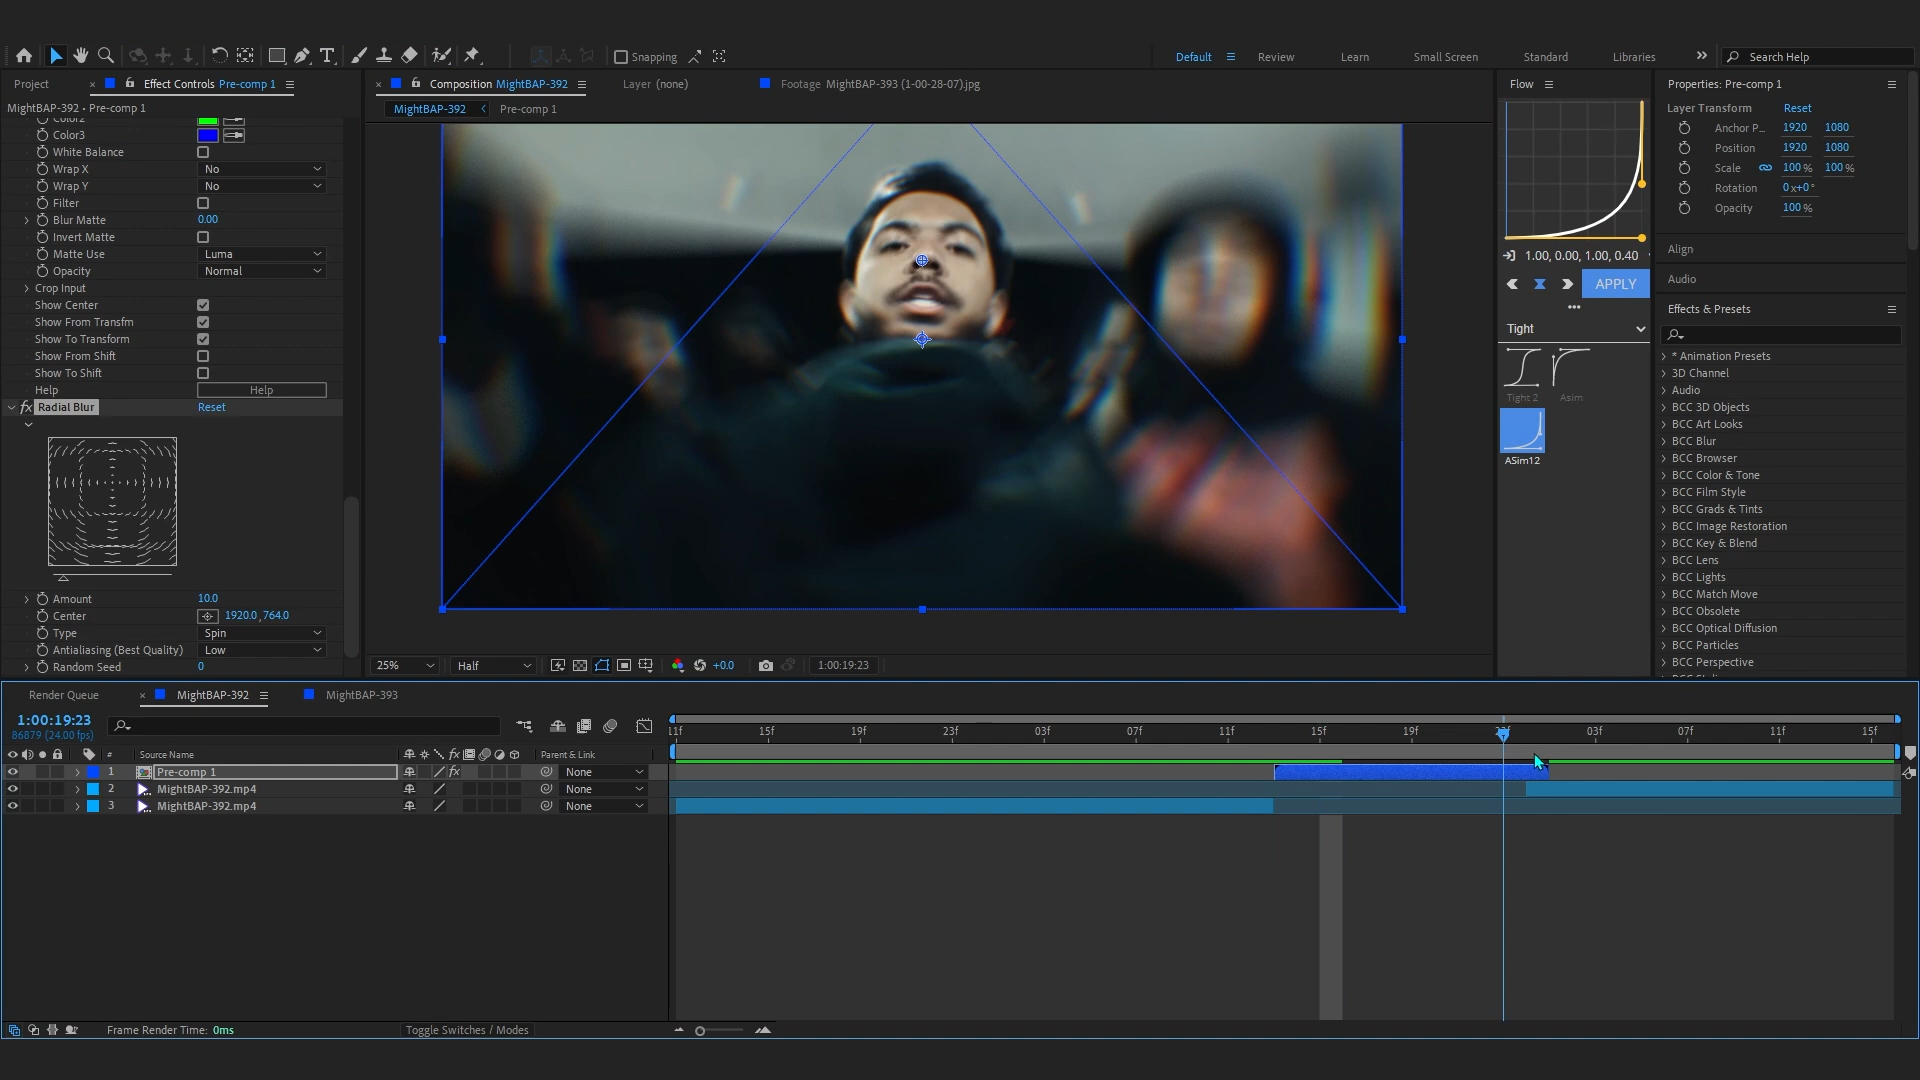 Snapping
Default
Review
Learn
Small Screen
Standard
Libraries
Search Help
Project
Effect Controls Pre-comp 1
Composition MightBAP-392
Layer (none)
Footage MightBAP-393 (1-00-28-07).jpg
Flow
Properties: Pre-comp 1
MightBAP-392 • Pre-comp 1
MightBAP-392
Pre-comp 1
Layer Transform Reset
Color2
Color3
White Balance
Wrap X No
Wrap Y No
Filter
Blur Matte 0.00
Invert Matte
Matte Use Luma
Opacity Normal
Crop Input
Show Center
Show From Transfm
Show To Transform
Show From Shift
Show To Shift
Help Help
fx Radial Blur Reset
Amount 10.0
Center 1920.0, 764.0
Type Spin
Antialiasing (Best Quality) Low
Random Seed 0
25% Half +0.0 1:00:19:23
1.00, 0.00, 1.00, 0.40
APPLY
Tight
Tight 2 Asim
ASim12
Anchor P... 1920 1080
Position 1920 1080
Scale 100 % 100 %
Rotation 0x+0°
Opacity 100 %
Align
Audio
Effects & Presets
* Animation Presets
3D Channel
Audio
BCC 3D Objects
BCC Art Looks
BCC Blur
BCC Browser
BCC Color & Tone
BCC Film Style
BCC Grads & Tints
BCC Image Restoration
BCC Key & Blend
BCC Lens
BCC Lights
BCC Match Move
BCC Obsolete
BCC Optical Diffusion
BCC Particles
BCC Perspective
Render Queue
MightBAP-392
MightBAP-393
1:00:19:23
86879 (24.00 fps)
11f 15f 19f 23f 03f 07f 11f 15f 19f 23f 03f 07f 11f 15f
# Source Name fx Parent & Link
1 Pre-comp 1 fx None
2 MightBAP-392.mp4 None
3 MightBAP-392.mp4 None
Frame Render Time: 0ms
Toggle Switches / Modes